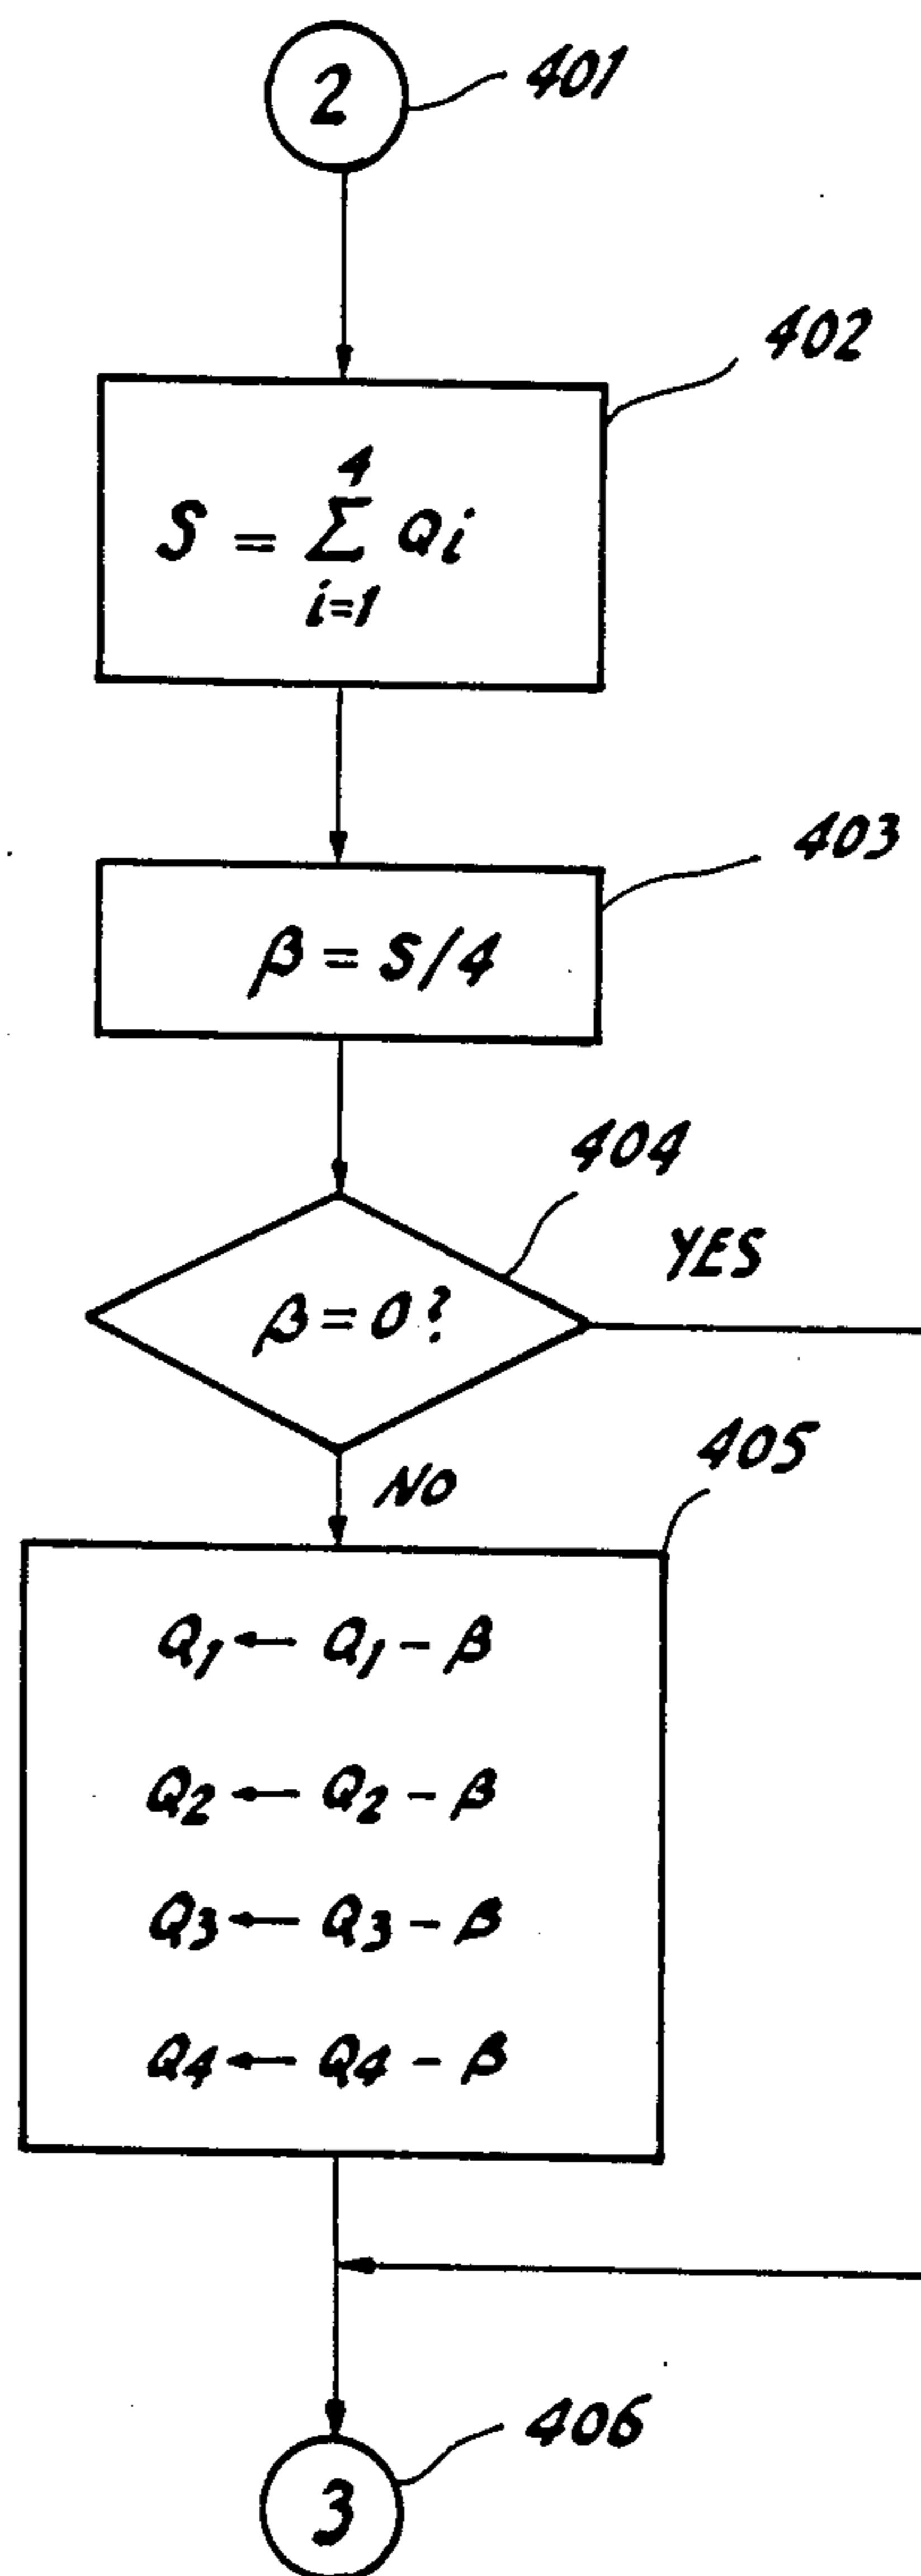 2
401
402
4
S = Σ Qi
i=1
403
β = S/4
404
YES
β = 0?
405
NO
Q1 ← Q1 - β
Q2 ← Q2 - β
Q3 ← Q3 - β
Q4 ← Q4 - β
406
3